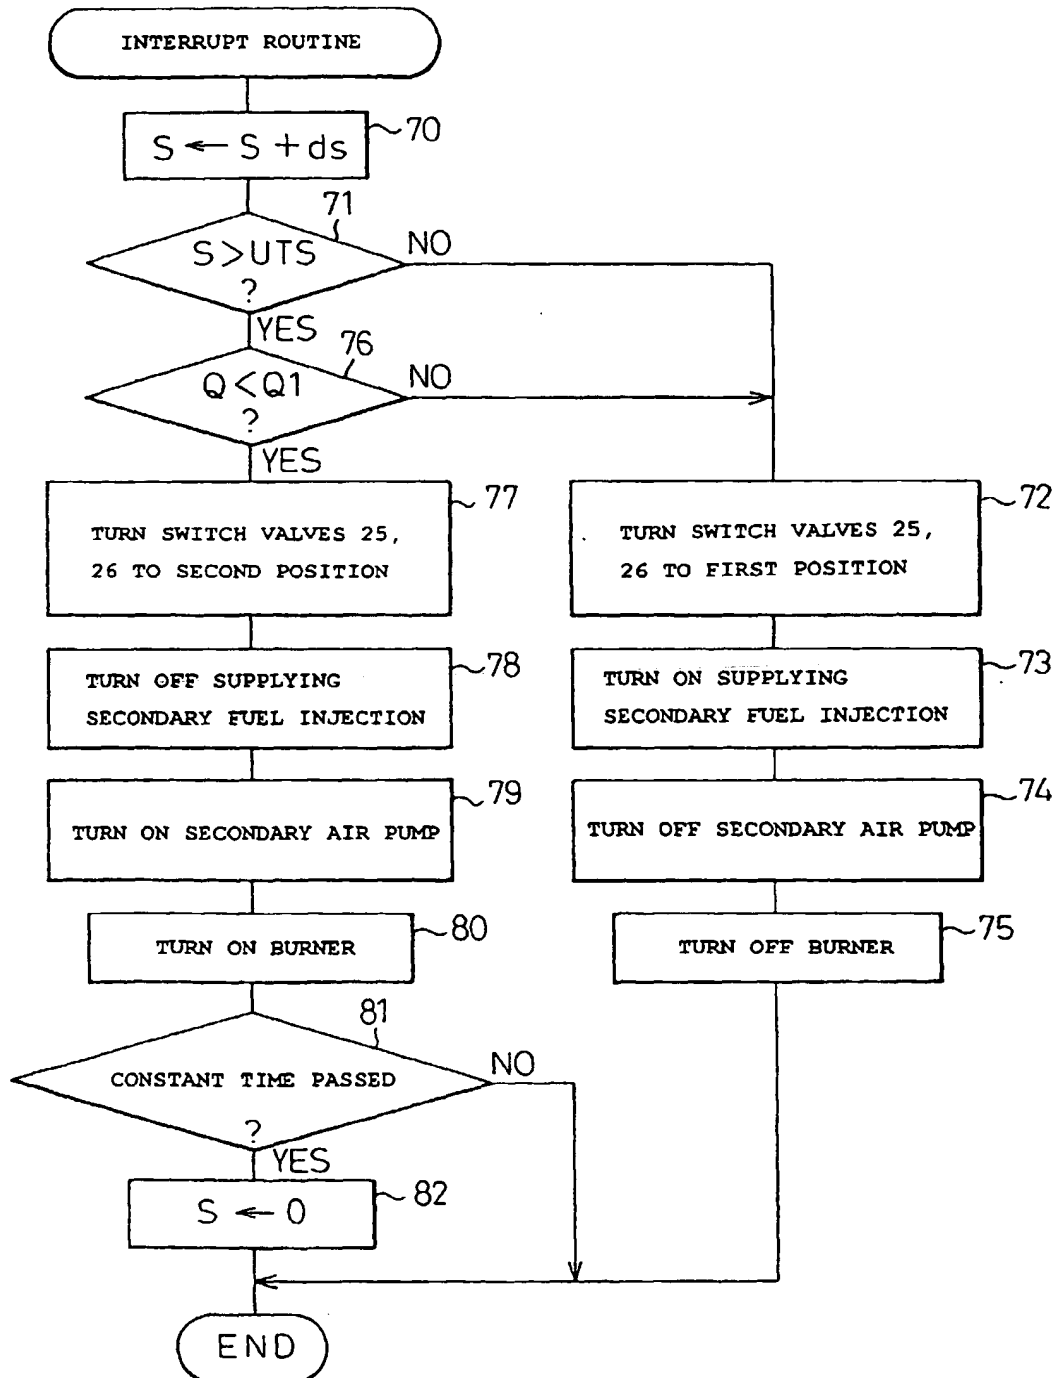 INTERRUPT ROUTINE
S ← S + ds
70
71
S>UTS
?
NO
YES
76
Q<Q1
?
NO
YES
77
TURN SWITCH VALVES 25,
26 TO SECOND POSITION
72
TURN SWITCH VALVES 25,
26 TO FIRST POSITION
78
TURN OFF SUPPLYING
SECONDARY FUEL INJECTION
73
TURN ON SUPPLYING
SECONDARY FUEL INJECTION
79
TURN ON SECONDARY AIR PUMP
74
TURN OFF SECONDARY AIR PUMP
80
TURN ON BURNER
75
TURN OFF BURNER
81
CONSTANT TIME PASSED
?
NO
YES
82
S ← 0
END